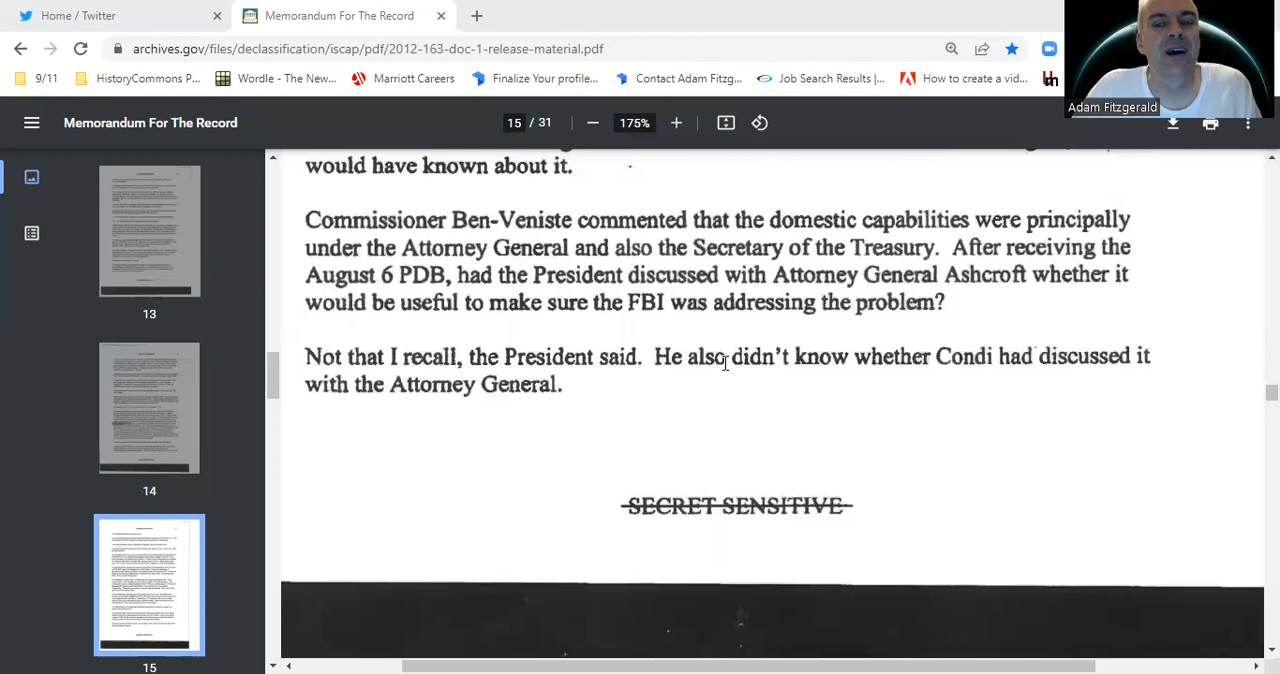 Home / Twitter
Memorandum For The Record
archives.gov/files/declassification/iscap/pdf/2012-163-doc-1-release-material.pdf
9/11
HistoryCommons P...
Wordle - The New...
Marriott Careers
Finalize Your profile...
Contact Adam Fitzg...
Job Search Results |...
How to create a vid...
Adam Fitzgerald
Memorandum For The Record
15 / 31
175%
would have known about it.
Commissioner Ben-Veniste commented that the domestic capabilities were principally
under the Attorney General and also the Secretary of the Treasury. After receiving the
August 6 PDB, had the President discussed with Attorney General Ashcroft whether it
would be useful to make sure the FBI was addressing the problem?
Not that I recall, the President said. He also didn't know whether Condi had discussed it
with the Attorney General.
SECRET SENSITIVE
13
14
15